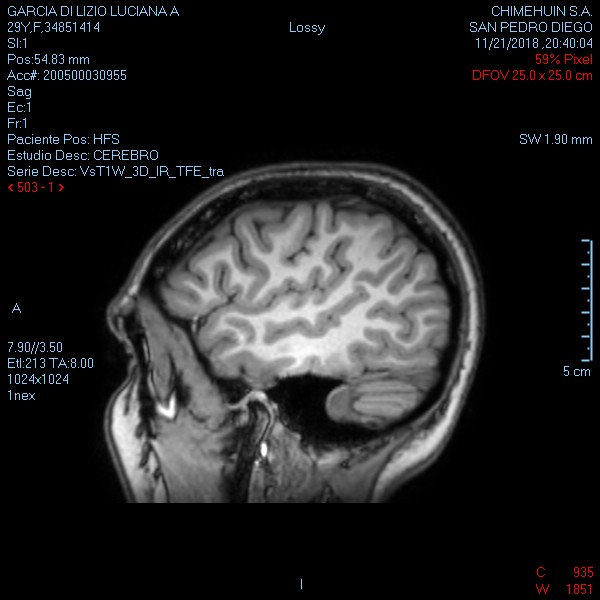 GARCIA DI LIZIO LUCIANA A
29Y,F,34851414
Sl:1
Pos:54.83 mm
Acc#: 200500030955
Sag
Ec:1
Fr:1
Paciente Pos: HFS
Estudio Desc: CEREBRO
Serie Desc: VsT1W_3D_IR_TFE_tra
< 503 - 1 >
Lossy
CHIMEHUIN S.A.
SAN PEDRO DIEGO
11/21/2018 ,20:40:04
59% Pixel
DFOV 25.0 x 25.0 cm
SW 1.90 mm
A
7.90//3.50
Etl:213 TA:8.00
1024x1024
1nex
5 cm
I
C 935
W 1851